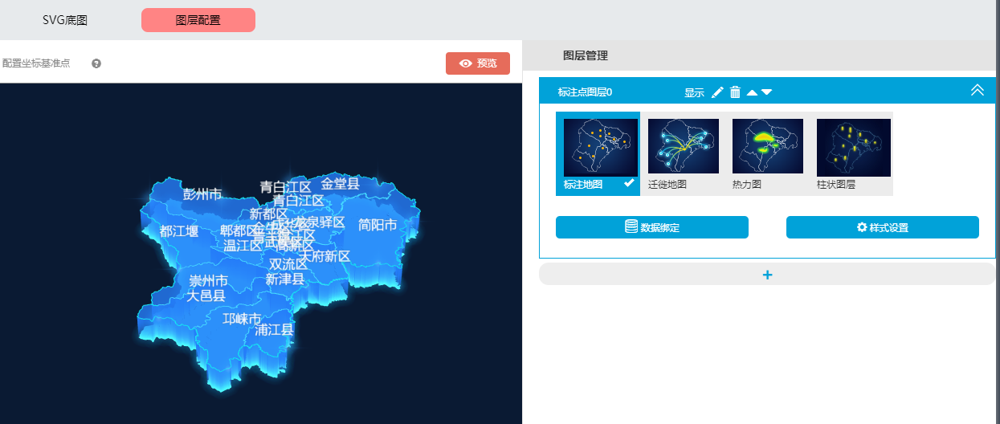 SVG底图
图层配置
配置坐标基准点
预览
图层管理
标注点图层0
显示
标注地图
迁徙地图
热力图
柱状图层
数据绑定
样式设置
彭州市
青白江区
金堂县
青白江区
新都区
龙泉驿区
简阳市
都江堰
郫都区
温江区
高新区
天府新区
双流区
新津县
崇州市
大邑县
邛崃市
浦江县